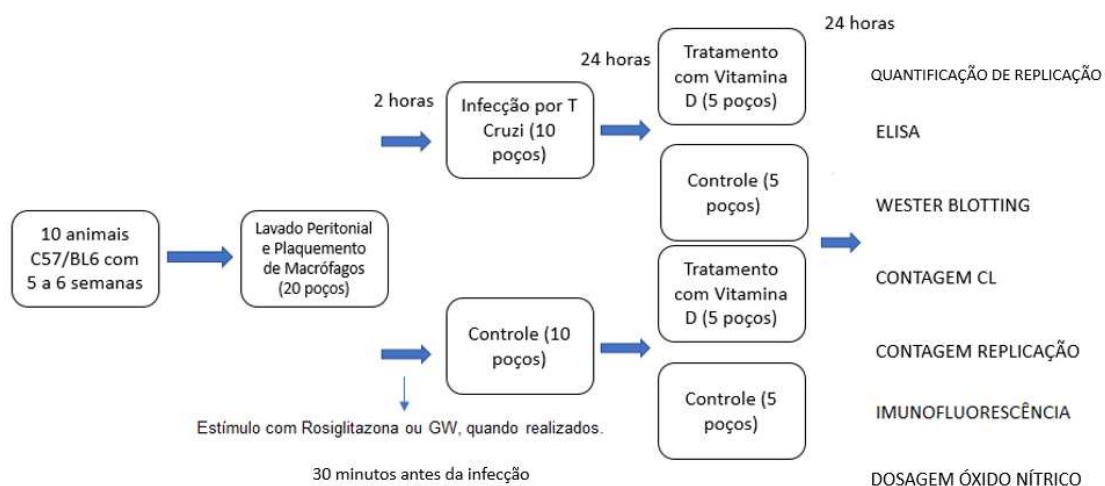 10 animais
C57/BL6 com
5 a 6 semanas
Lavado Peritonial
e Plaquemento
de Macrófagos
(20 poços)
2 horas
Infecção por T
Cruzi (10
poços)
Controle (10
poços)
Estímulo com Rosiglitazona ou GW, quando realizados.
30 minutos antes da infecção
24 horas
Tratamento
com Vitamina
D (5 poços)
Controle (5
poços)
Tratamento
com Vitamina
D (5 poços)
Controle (5
poços)
24 horas
QUANTIFICAÇÃO DE REPLICAÇÃO
ELISA
WESTER BLOTTING
CONTAGEM CL
CONTAGEM REPLICAÇÃO
IMUNOFLUORESCÊNCIA
DOSAGEM ÓXIDO NÍTRICO